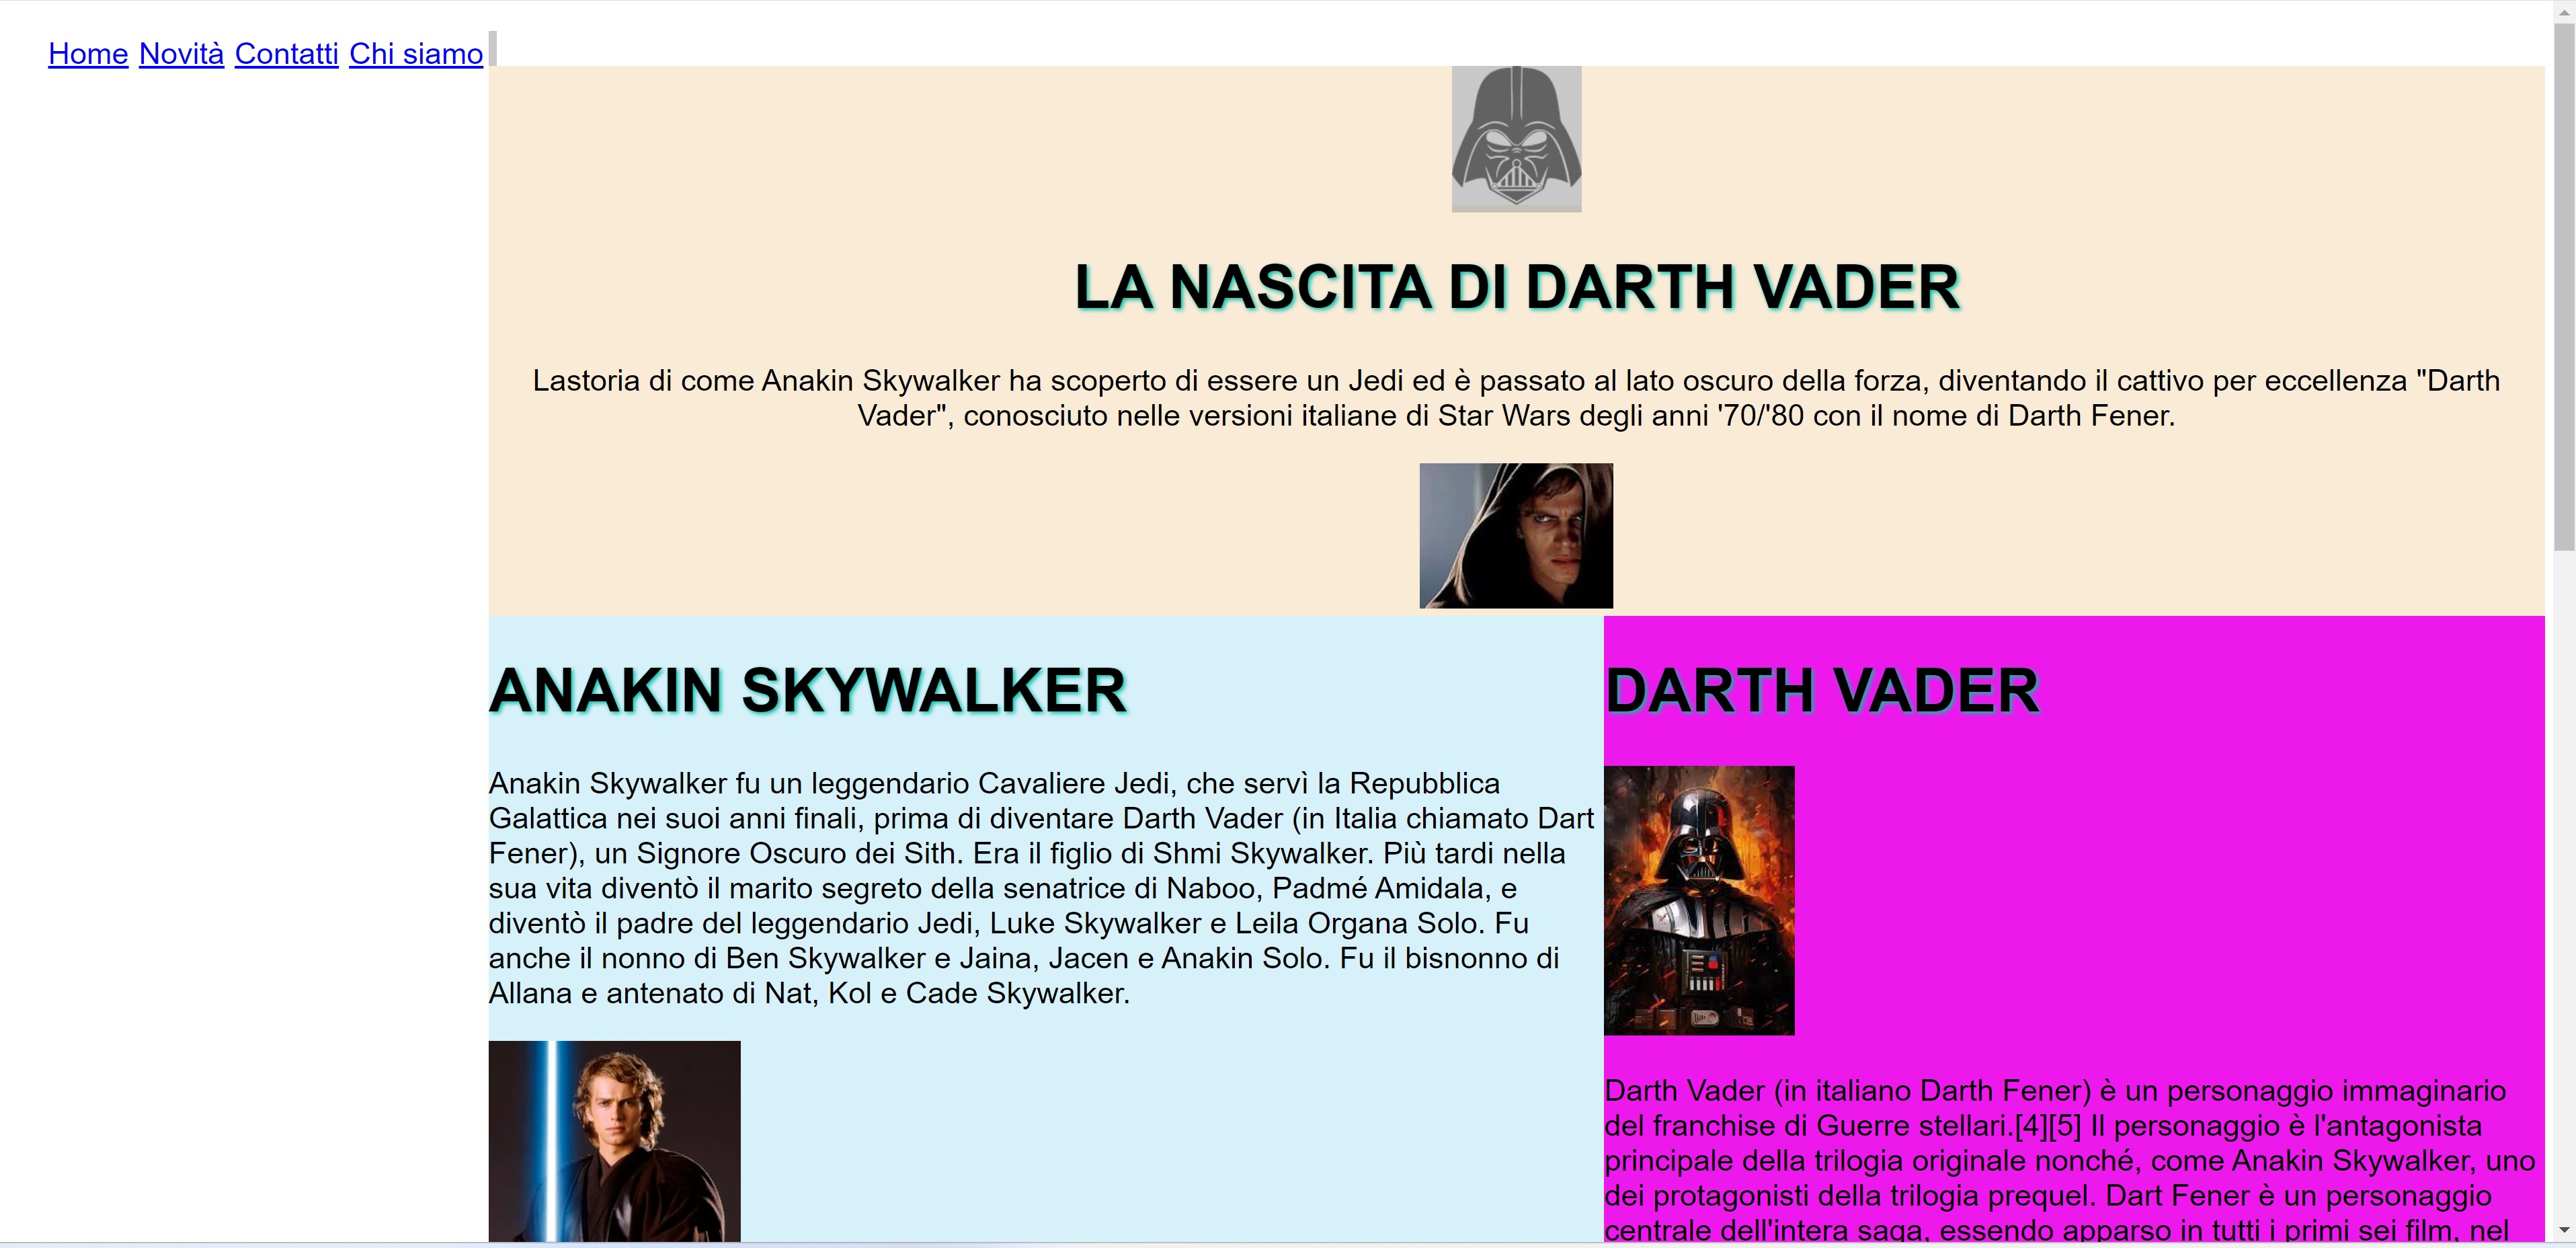 Home Novità Contatti Chi siamo
LA NASCITA DI DARTH VADER
Lastoria di come Anakin Skywalker ha scoperto di essere un Jedi ed è passato al lato oscuro della forza, diventando il cattivo per eccellenza "Darth
Vader", conosciuto nelle versioni italiane di Star Wars degli anni '70/'80 con il nome di Darth Fener.
ANAKIN SKYWALKER
Anakin Skywalker fu un leggendario Cavaliere Jedi, che servì la Repubblica
Galattica nei suoi anni finali, prima di diventare Darth Vader (in Italia chiamato Dart
Fener), un Signore Oscuro dei Sith. Era il figlio di Shmi Skywalker. Più tardi nella
sua vita diventò il marito segreto della senatrice di Naboo, Padmé Amidala, e
diventò il padre del leggendario Jedi, Luke Skywalker e Leila Organa Solo. Fu
anche il nonno di Ben Skywalker e Jaina, Jacen e Anakin Solo. Fu il bisnonno di
Allana e antenato di Nat, Kol e Cade Skywalker.
DARTH VADER
Darth Vader (in italiano Darth Fener) è un personaggio immaginario
del franchise di Guerre stellari.[4][5] Il personaggio è l'antagonista
principale della trilogia originale nonché, come Anakin Skywalker, uno
dei protagonisti della trilogia prequel. Dart Fener è un personaggio
centrale dell'intera saga, essendo apparso in tutti i primi sei film, nel